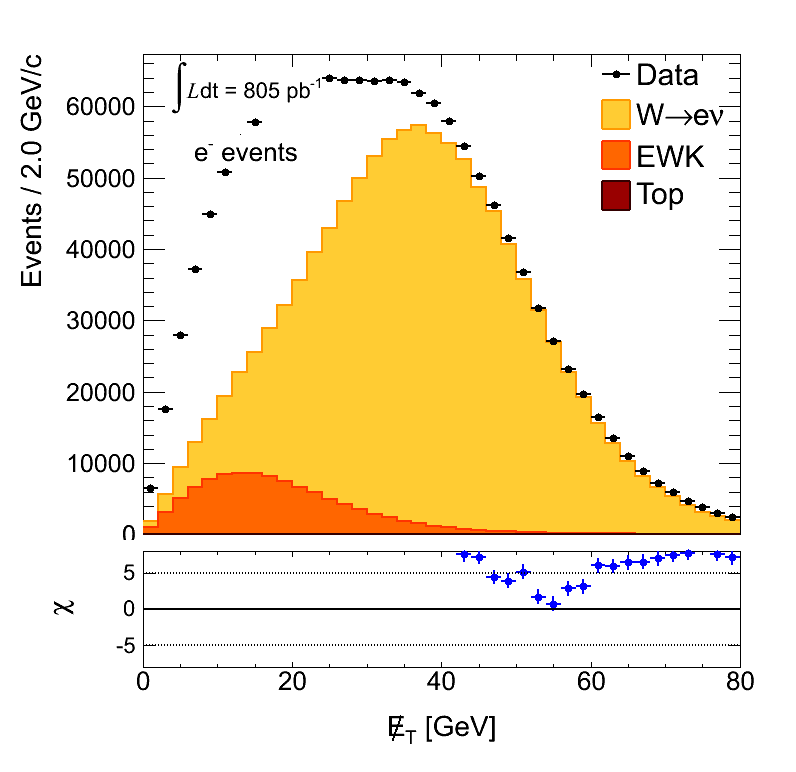 ∫Ldt = 805 pb⁻¹
e⁻ events
Data
W→eν
EWK
Top
Events / 2.0 GeV/c
60000
50000
40000
30000
20000
10000
0
χ
5
0
-5
0 20 40 60 80
E̸_T [GeV]